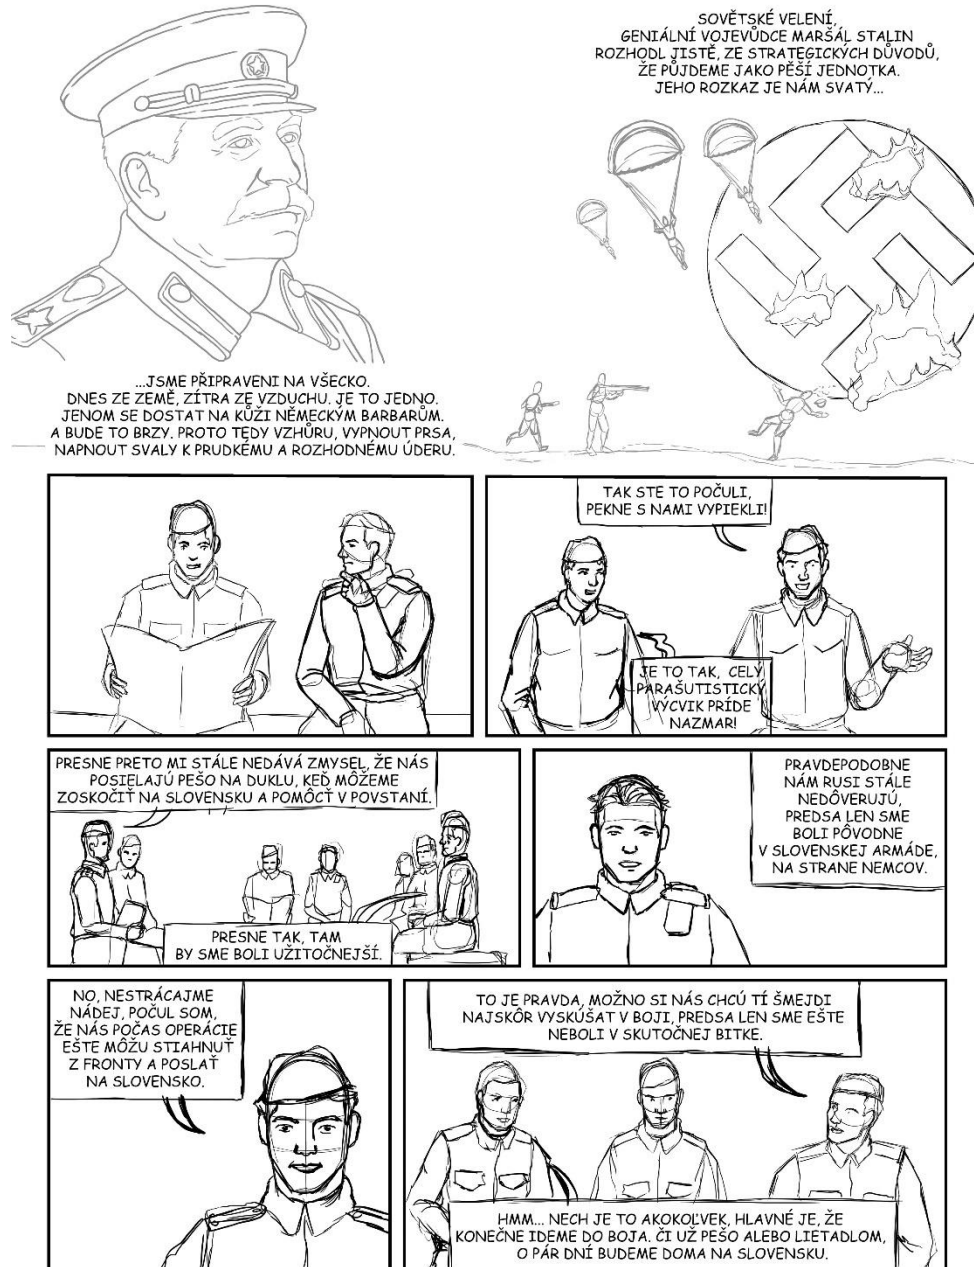 SOVĚTSKÉ VELENÍ,
GENIÁLNÍ VOJEVŮDCE MARŠÁL STALIN
ROZHODL JISTĚ, ZE STRATEGICKÝCH DŮVODŮ,
ŽE PŮJDEME JAKO PĚŠÍ JEDNOTKA.
JEHO ROZKAZ JE NÁM SVATÝ...
...JSME PŘIPRAVENI NA VŠECKO.
DNES ZE ZEMĚ, ZÍTRA ZE VZDUCHU. JE TO JEDNO.
JENOM SE DOSTAT NA KŮŽI NĚMECKÝM BARBARŮM.
A BUDE TO BRZY. PROTO TEDY VZHŮRU, VYPNOUT PRSA,
NAPNOUT SVALY K PRUDKÉMU A ROZHODNÉMU ÚDERU.
TAK STE TO POČULI,
PEKNE S NAMI VYPIEKLI!
JE TO TAK, CELÝ
PARAŠUTISTICKÝ
VÝCVIK PRÍDE
NAZMAR!
PRESNE PRETO MI STÁLE NEDÁVÁ ZMYSEL, ŽE NÁS
POSIELAJÚ PEŠO NA DUKLU, KEĎ MÔŽEME
ZOSKOČIŤ NA SLOVENSKU A POMÔCŤ V POVSTANÍ.
PRESNE TAK, TAM
BY SME BOLI UŽITOČNEJŠÍ.
PRAVDEPODOBNE
NÁM RUSI STÁLE
NEDÔVERUJÚ,
PREDSA LEN SME
BOLI PÔVODNE
V SLOVENSKEJ ARMÁDE,
NA STRANE NEMCOV.
NO, NESTRÁCAJME
NÁDEJ, POČUL SOM,
ŽE NÁS POČAS OPERÁCIE
EŠTE MÔŽU STIAHNUŤ
Z FRONTY A POSLAŤ
NA SLOVENSKO.
TO JE PRAVDA, MOŽNO SI NÁS CHCÚ TÍ ŠMEJDI
NAJSKÔR VYSKÚŠAT V BOJI, PREDSA LEN SME EŠTE
NEBOLI V SKUTOČNEJ BITKE.
HMM... NECH JE TO AKOKOĽVEK, HLAVNÉ JE, ŽE
KONEČNE IDEME DO BOJA. ČI UŽ PEŠO ALEBO LIETADLOM,
O PÁR DNÍ BUDEME DOMA NA SLOVENSKU.